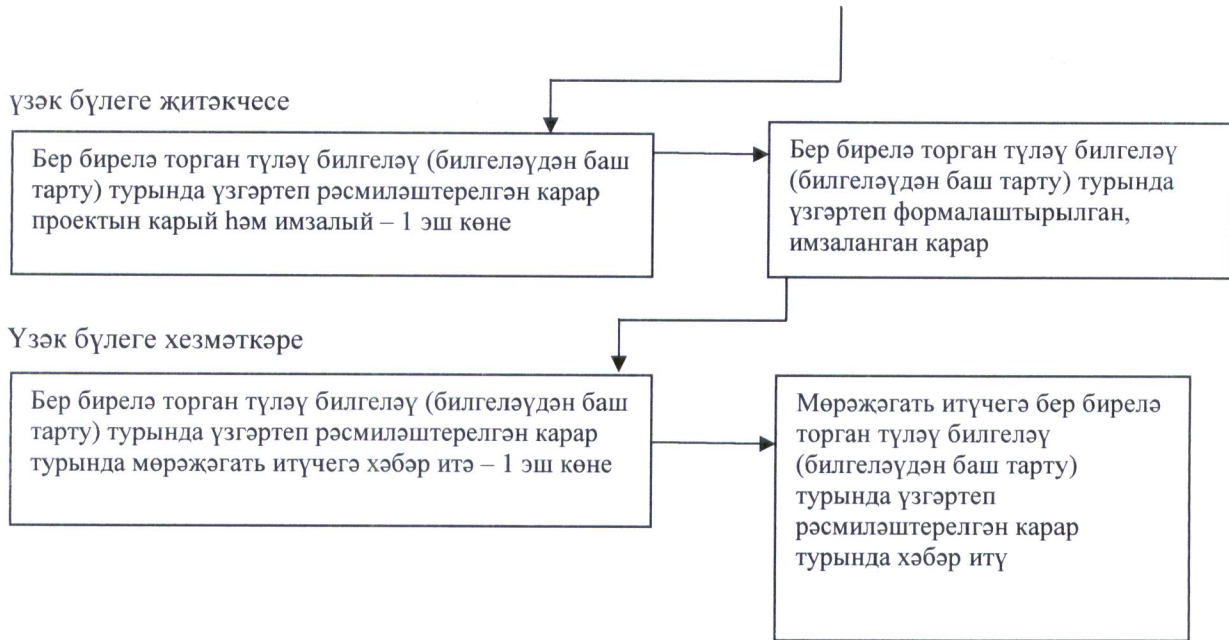 үзәк бүлеге җитәкчесе
Бер бирелә торган түләү билгеләү (билгеләүдән баш
тарту) турында үзгәртеп рәсмиләштерелгән карар
проектын карый һәм имзалый – 1 эш көне
Бер бирелә торган түләү билгеләү
(билгеләүдән баш тарту) турында
үзгәртеп формалаштырылган,
имзаланган карар
Үзәк бүлеге хезмәткәре
Бер бирелә торган түләү билгеләү (билгеләүдән баш
тарту) турында үзгәртеп рәсмиләштерелгән карар
турында мөрәҗәгать итүчегә хәбәр итә – 1 эш көне
Мөрәҗәгать итүчегә бер бирелә
торган түләү билгеләү
(билгеләүдән баш тарту)
турында үзгәртеп
рәсмиләштерелгән карар
турында хәбәр итү